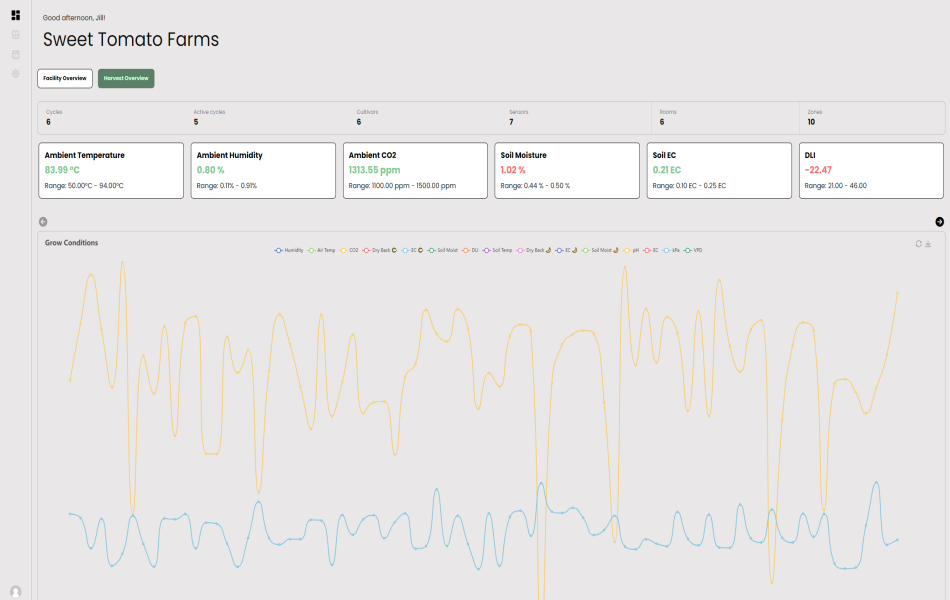 Good afternoon, Jill!
Sweet Tomato Farms
Facility Overview
Harvest Overview
Cycles
6
Active cycles
5
Cultivars
6
Sensors
7
Rooms
6
Zones
10
Ambient Temperature
83.99 ºC
Range: 50.00ºC - 94.00ºC
Ambient Humidity
0.80 %
Range: 0.11% - 0.91%
Ambient CO2
1313.55 ppm
Range: 1100.00 ppm - 1500.00 ppm
Soil Moisture
1.02 %
Range: 0.44 % - 0.50 %
Soil EC
0.21 EC
Range: 0.10 EC - 0.25 EC
DLI
-22.47
Range: 21.00 - 46.00
Grow Conditions
Humidity Air Temp CO2 Dry Back 🌞 EC 🌞 Soil Moist DLI Soil Temp Dry Back 🌙 EC 🌙 Soil Moist 🌙 pH EC kPa VPD